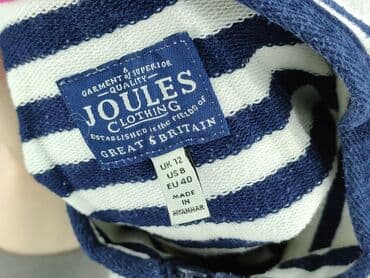 A
GARMENT of SUPERIOR
QUALITY
JOULES
CLOTHING
ESTABLISHED in the FIELDS OF
GREAT BRITAIN
UK 12
US 8
EU 40
MADE
IN
MYANMAR